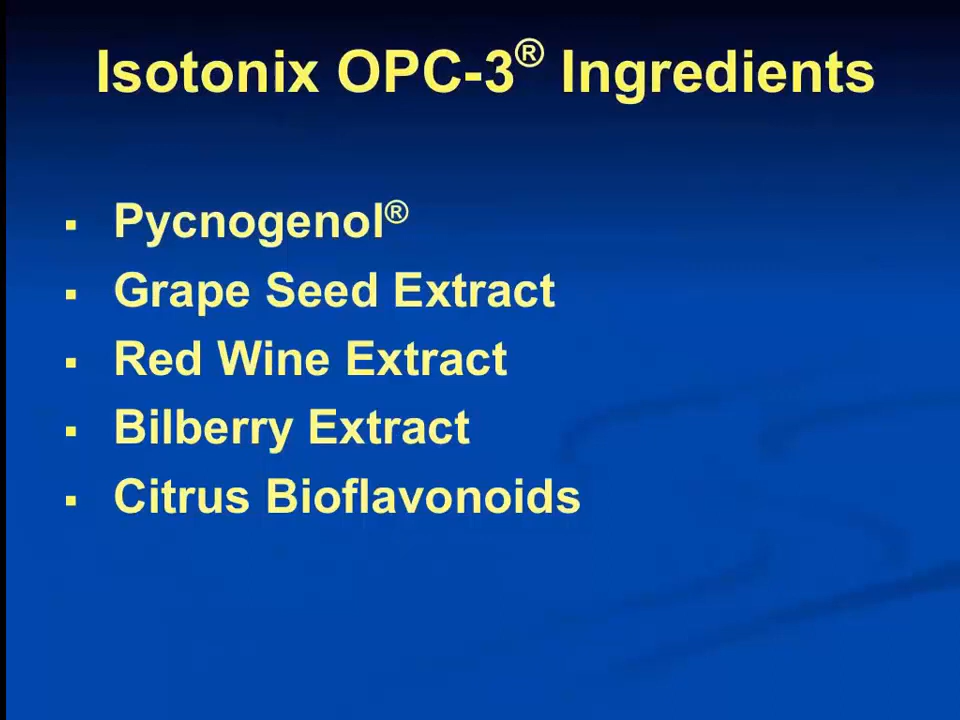 Isotonix OPC-3® Ingredients
▪ Pycnogenol®
▪ Grape Seed Extract
▪ Red Wine Extract
▪ Bilberry Extract
▪ Citrus Bioflavonoids